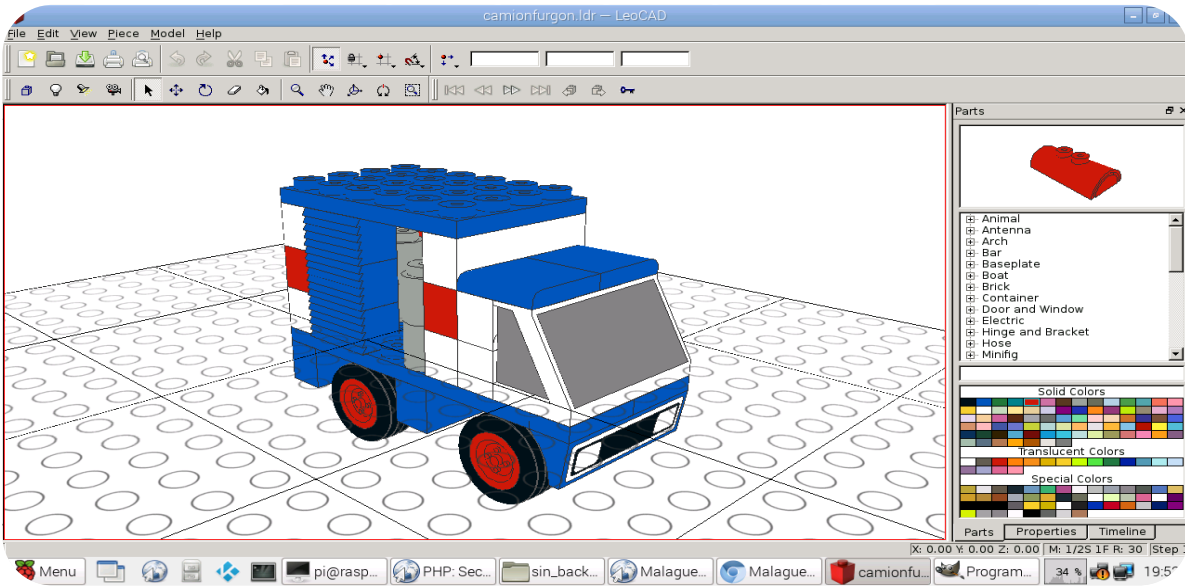 camionfurgon.ldr — LeoCAD
File Edit View Piece Model Help
Parts
Animal
Antenna
Arch
Bar
Baseplate
Boat
Brick
Container
Door and Window
Electric
Hinge and Bracket
Hose
Minifig
Solid Colors
Translucent Colors
Special Colors
Parts Properties Timeline
X: 0.00 Y: 0.00 Z: 0.00 M: 1/2S 1F R: 30 Step
Menu pi@rasp... PHP: Sec... sin_back... Malague... Malague... camionfu... Program... 34 %